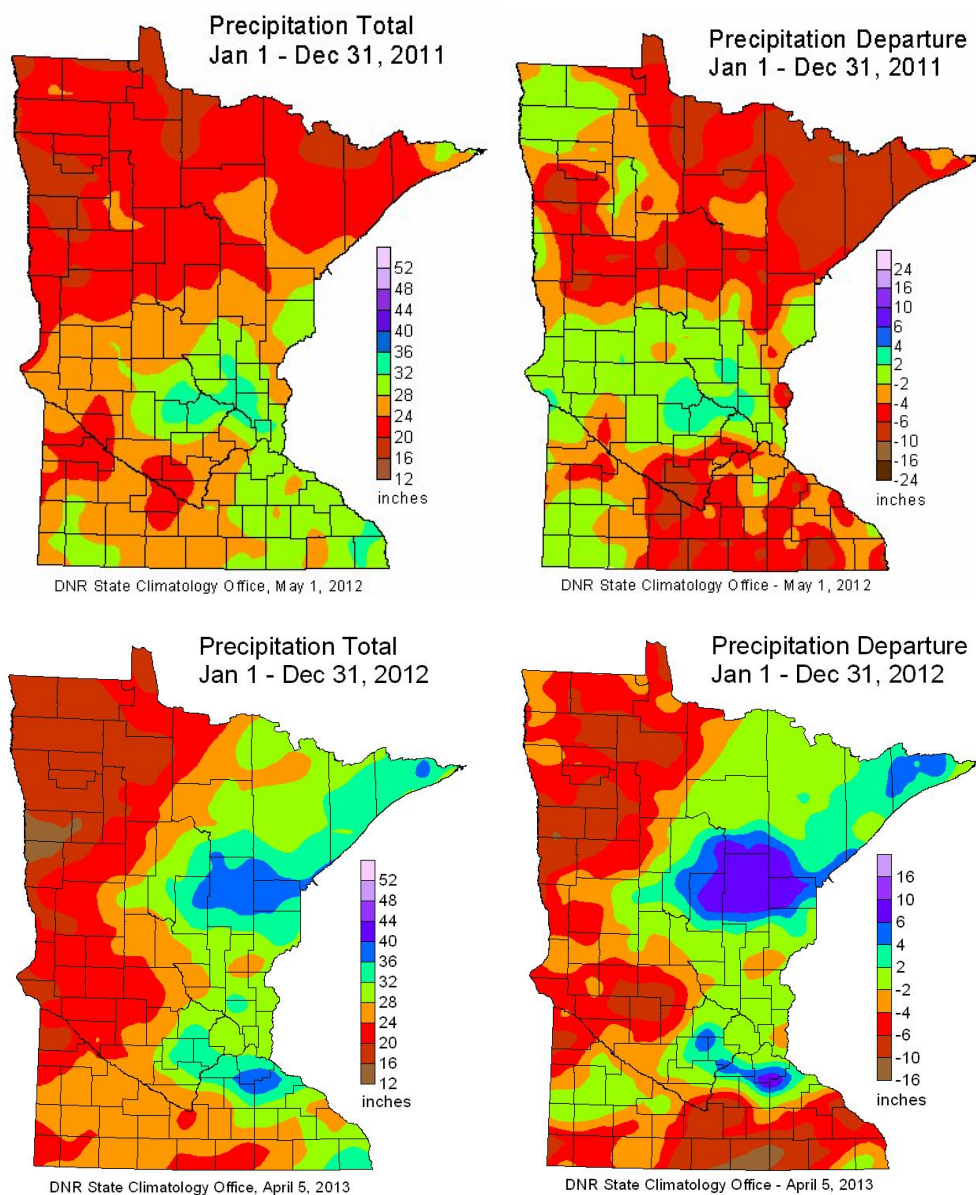 Precipitation Total
Jan 1 - Dec 31, 2011
52
48
44
40
36
32
28
24
20
16
12
inches
DNR State Climatology Office, May 1, 2012
Precipitation Departure
Jan 1 - Dec 31, 2011
24
16
10
6
4
2
-2
-4
-6
-10
-16
-24
inches
DNR State Climatology Office - May 1, 2012
Precipitation Total
Jan 1 - Dec 31, 2012
52
48
44
40
36
32
28
24
20
16
12
inches
DNR State Climatology Office, April 5, 2013
Precipitation Departure
Jan 1 - Dec 31, 2012
16
10
6
4
2
-2
-4
-6
-10
-16
inches
DNR State Climatology Office - April 5, 2013